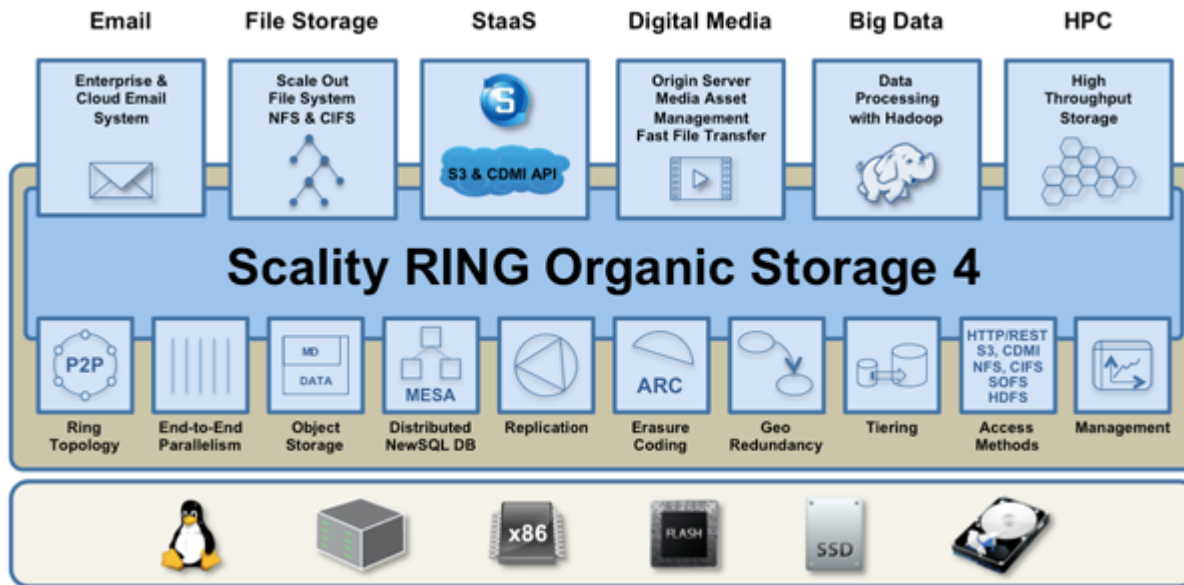 Email
File Storage
StaaS
Digital Media
Big Data
HPC
Enterprise &
Cloud Email
System
Scale Out
File System
NFS & CIFS
S
S3 & CDMI API
Origin Server
Media Asset
Management
Fast File Transfer
Data
Processing
with Hadoop
High
Throughput
Storage
Scality RING Organic Storage 4
P2P
MD
DATA
MESA
ARC
HTTP/REST
S3, CDMI
NFS, CIFS
SOFS
HDFS
Ring
Topology
End-to-End
Parallelism
Object
Storage
Distributed
NewSQL DB
Replication
Erasure
Coding
Geo
Redundancy
Tiering
Access
Methods
Management
x86
FLASH
SSD